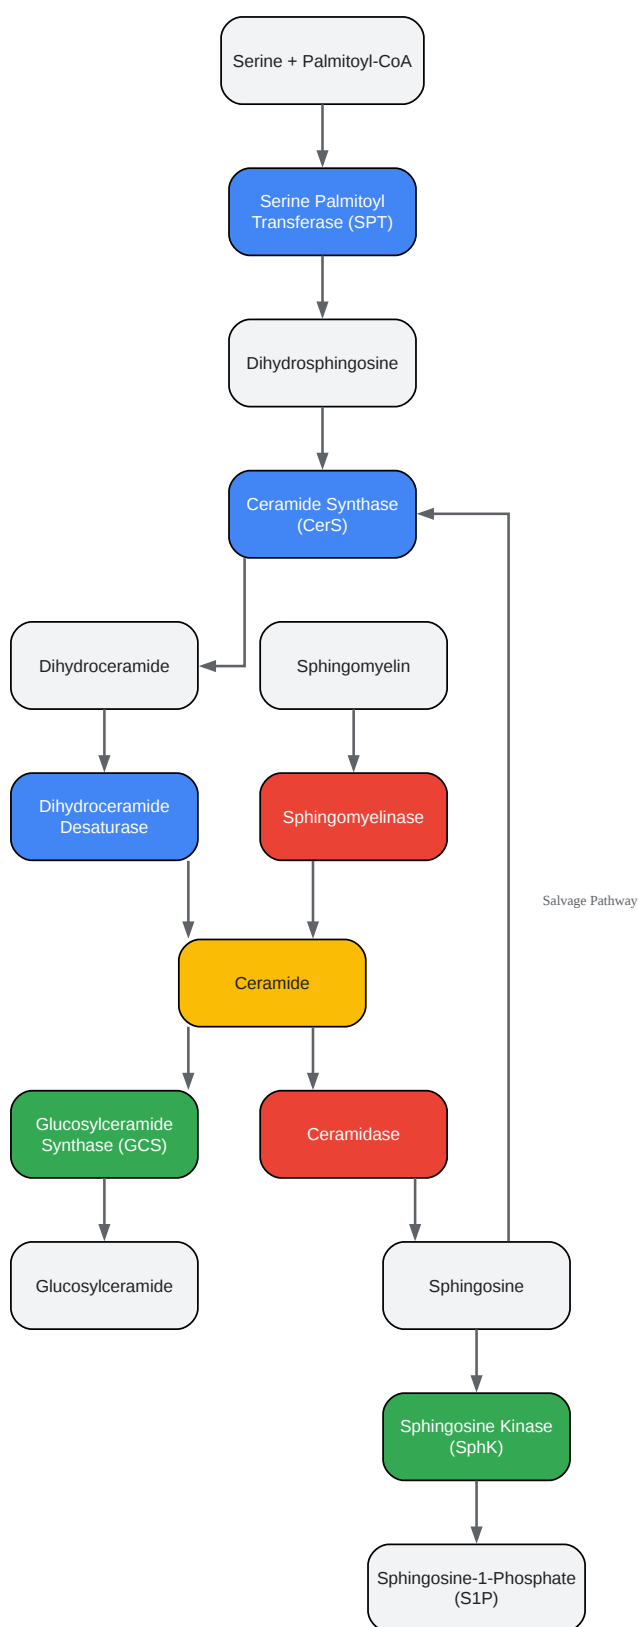 Serine + Palmitoyl-CoA
Serine Palmitoyl
Transferase (SPT)
Dihydrosphingosine
Ceramide Synthase
(CerS)
Dihydroceramide
Sphingomyelin
Dihydroceramide
Desaturase
Sphingomyelinase
Salvage Pathway
Ceramide
Glucosylceramide
Synthase (GCS)
Ceramidase
Glucosylceramide
Sphingosine
Sphingosine Kinase
(SphK)
Sphingosine-1-Phosphate
(S1P)